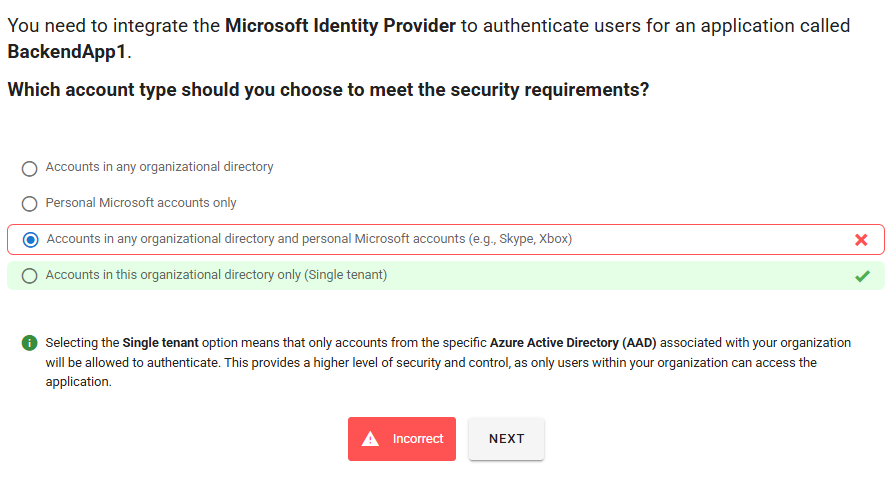 You need to integrate the Microsoft Identity Provider to authenticate users for an application called
BackendApp1.
Which account type should you choose to meet the security requirements?
Accounts in any organizational directory
Personal Microsoft accounts only
Accounts in any organizational directory and personal Microsoft accounts (e.g., Skype, Xbox)
Accounts in this organizational directory only (Single tenant)
Selecting the Single tenant option means that only accounts from the specific Azure Active Directory (AAD) associated with your organization
will be allowed to authenticate. This provides a higher level of security and control, as only users within your organization can access the
application.
Incorrect
NEXT